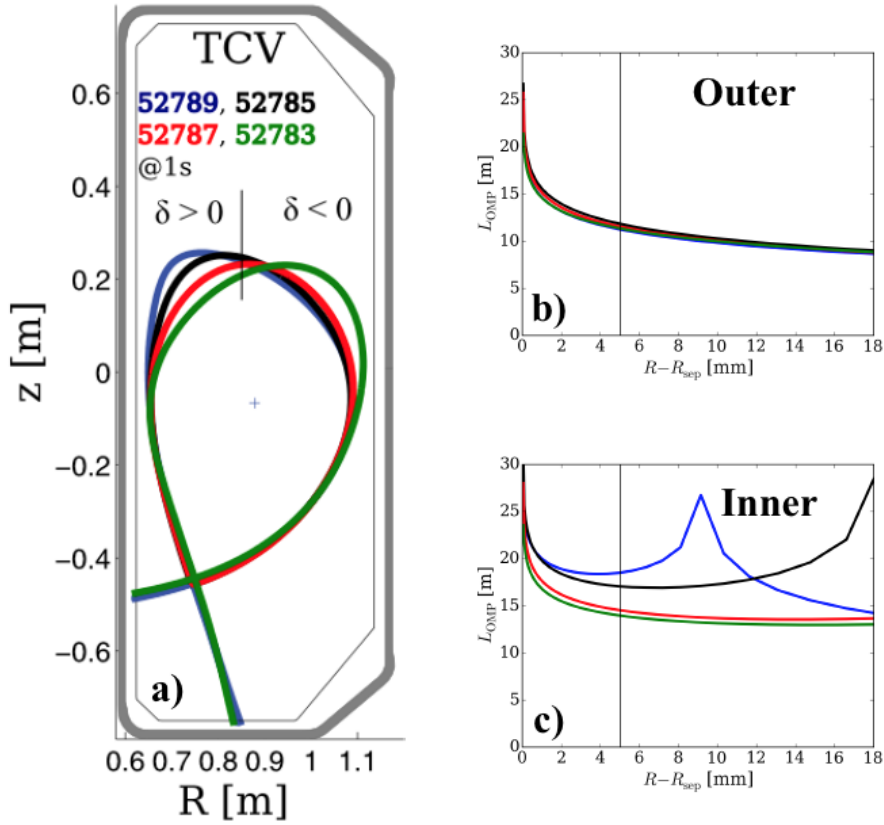 TCV
52789, 52785
52787, 52783
@1s
δ > 0
δ < 0
0.6
0.4
0.2
0
−0.2
−0.4
−0.6
z [m]
a)
0.6 0.7 0.8 0.9 1 1.1
R [m]
Outer
30
25
20
15
10
5
0
L_OMP [m]
b)
0 2 4 6 8 10 12 14 16 18
R−R_sep [mm]
Inner
30
25
20
15
10
5
0
L_OMP [m]
c)
0 2 4 6 8 10 12 14 16 18
R−R_sep [mm]